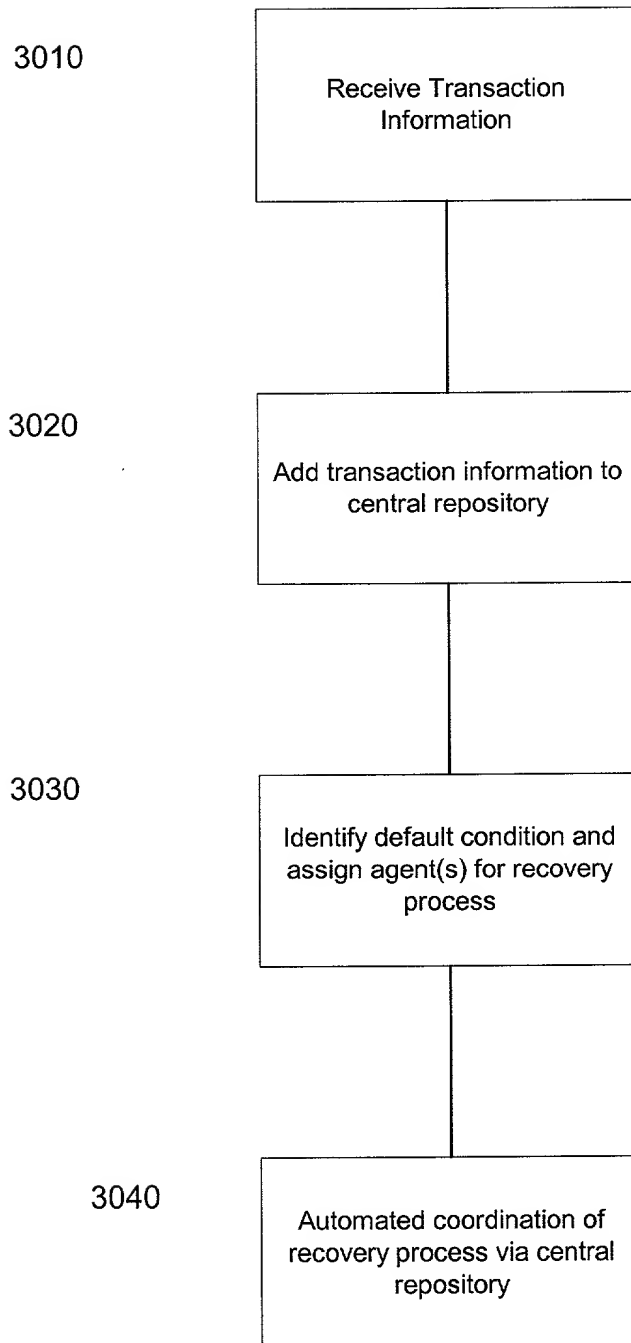 3010
Receive Transaction
Information
3020
Add transaction information to
central repository
3030
Identify default condition and
assign agent(s) for recovery
process
3040
Automated coordination of
recovery process via central
repository